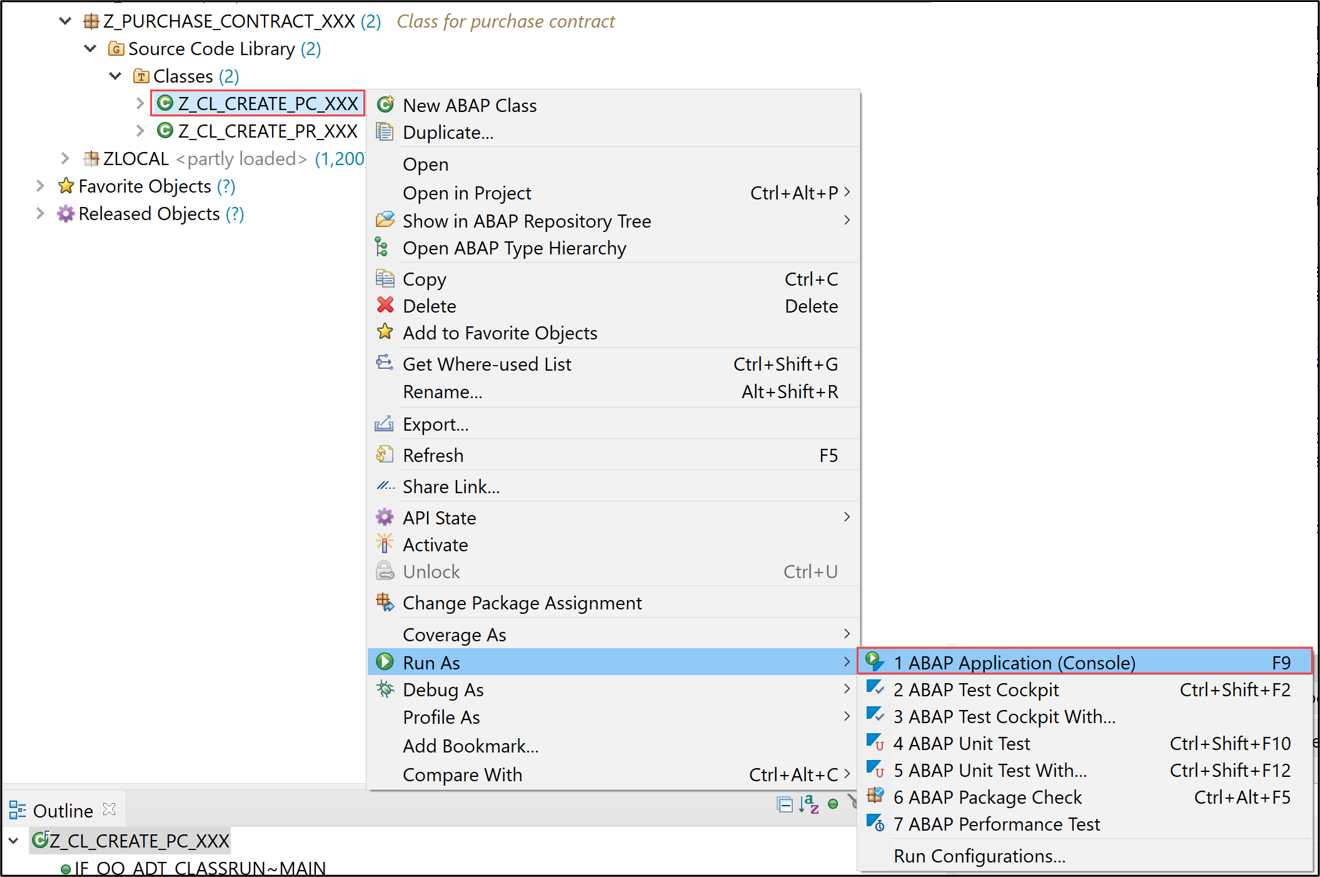 Z_PURCHASE_CONTRACT_XXX (2) Class for purchase contract
Source Code Library (2)
Classes (2)
Z_CL_CREATE_PC_XXX
Z_CL_CREATE_PR_XXX
ZLOCAL <partly loaded> (1,200)
Favorite Objects (?)
Released Objects (?)
New ABAP Class
Duplicate...
Open
Open in Project Ctrl+Alt+P
Show in ABAP Repository Tree
Open ABAP Type Hierarchy
Copy Ctrl+C
Delete Delete
Add to Favorite Objects
Get Where-used List Ctrl+Shift+G
Rename... Alt+Shift+R
Export...
Refresh F5
Share Link...
API State
Activate
Unlock Ctrl+U
Change Package Assignment
Coverage As
Run As
Debug As
Profile As
Add Bookmark...
Compare With Ctrl+Alt+C
1 ABAP Application (Console) F9
2 ABAP Test Cockpit Ctrl+Shift+F2
3 ABAP Test Cockpit With...
4 ABAP Unit Test Ctrl+Shift+F10
5 ABAP Unit Test With... Ctrl+Shift+F12
6 ABAP Package Check Ctrl+Alt+F5
7 ABAP Performance Test
Run Configurations...
Outline
Z_CL_CREATE_PC_XXX
IF_OO_ADT_CLASSRUN~MAIN